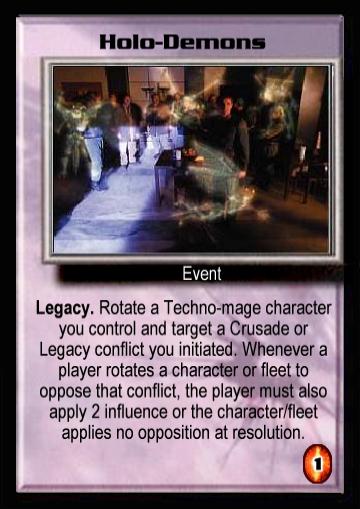 Holo-Demons
Event
Legacy. Rotate a Techno-mage character
you control and target a Crusade or
Legacy conflict you initiated. Whenever a
player rotates a character or fleet to
oppose that conflict, the player must also
apply 2 influence or the character/fleet
applies no opposition at resolution.
1